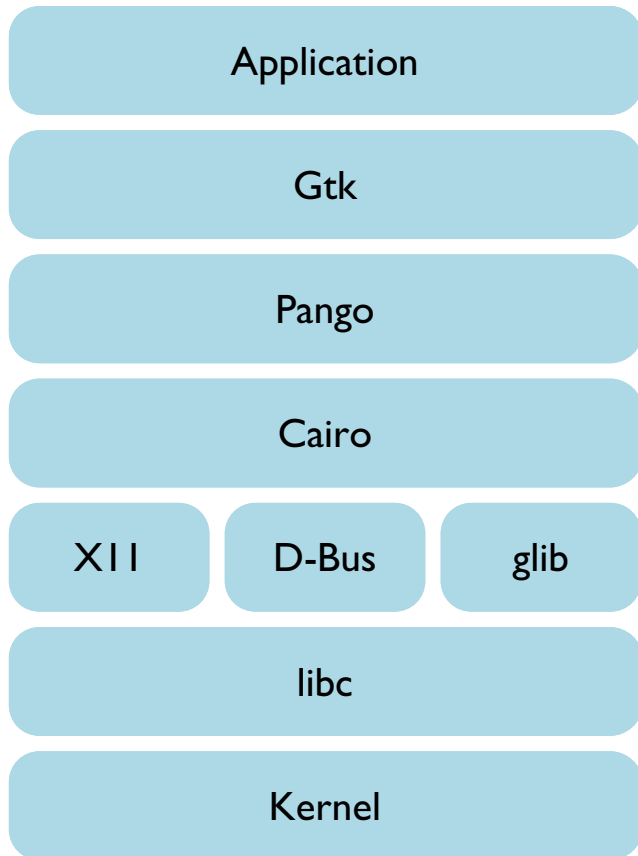 Application
Gtk
Pango
Cairo
X11 D-Bus glib
libc
Kernel